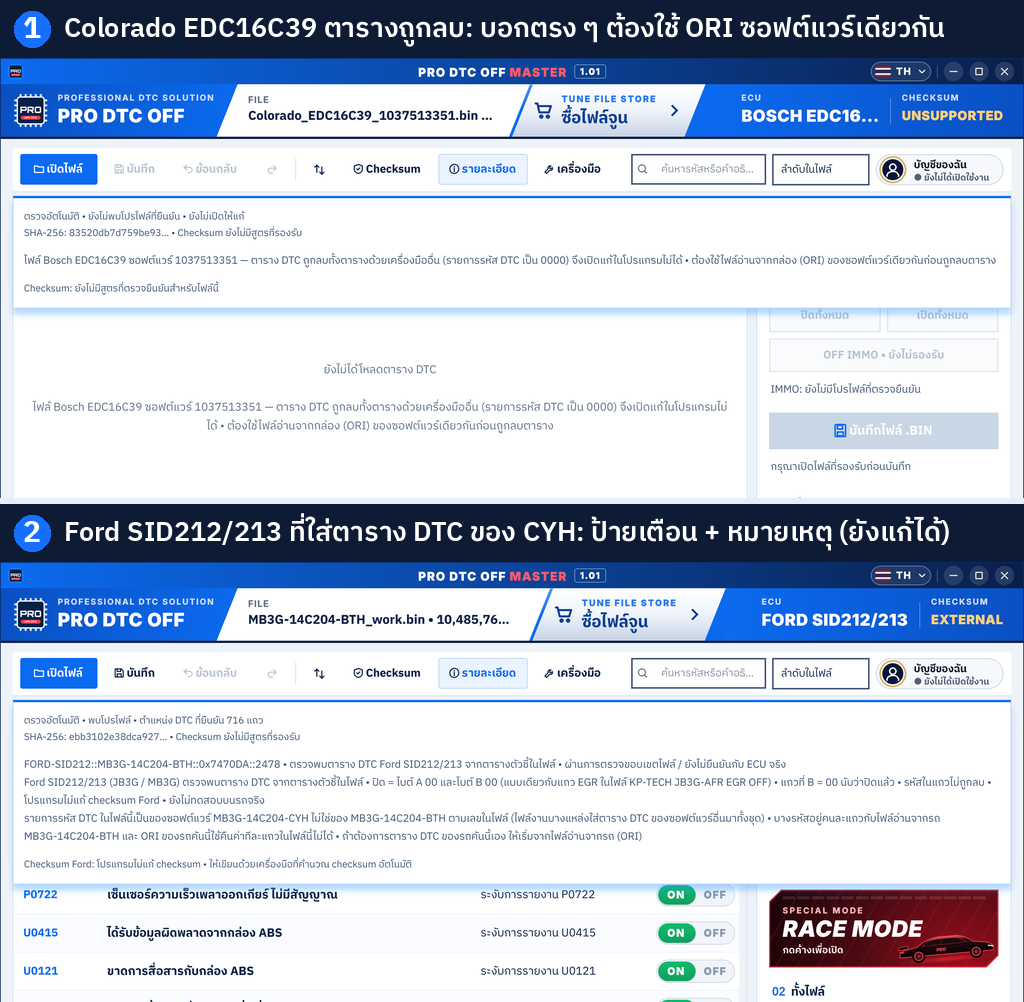 1 Colorado EDC16C39 ตารางถูกลบ: บอกตรง ๆ ต้องใช้ ORI ซอฟต์แวร์เดียวกัน
PRO DTC OFF MASTER 1.01
TH
PRO
PROFESSIONAL DTC SOLUTION
PRO DTC OFF
FILE
Colorado_EDC16C39_1037513351.bin ...
TUNE FILE STORE
ซื้อไฟล์จูน
ECU
BOSCH EDC16...
CHECKSUM
UNSUPPORTED
เปิดไฟล์
บันทึก
ย้อนกลับ
Checksum
รายละเอียด
เครื่องมือ
ค้นหารหัสหรือคำอธิ...
ลำดับในไฟล์
บัญชีของฉัน
ยังไม่ได้เปิดใช้งาน
ตรวจอัตโนมัติ • ยังไม่พบโปรไฟล์ที่ยืนยัน • ยังไม่เปิดให้แก้
SHA-256: 83520db7d759be93... • Checksum ยังไม่มีสูตรที่รองรับ
ไฟล์ Bosch EDC16C39 ซอฟต์แวร์ 1037513351 — ตาราง DTC ถูกลบทั้งตารางด้วยเครื่องมืออื่น (รายการรหัส DTC เป็น 0000) จึงเปิดแก้ในโปรแกรมไม่ได้ • ต้องใช้ไฟล์อ่านจากกล่อง (ORI) ของซอฟต์แวร์เดียวกันก่อนถูกลบตาราง
Checksum: ยังไม่มีสูตรที่ตรวจยืนยันสำหรับไฟล์นี้
ปิดทั้งหมด
เปิดทั้งหมด
OFF IMMO • ยังไม่รองรับ
IMMO: ยังไม่มีโปรไฟล์ที่ตรวจยืนยัน
บันทึกไฟล์ .BIN
กรุณาเปิดไฟล์ที่รองรับก่อนบันทึก
ยังไม่ได้โหลดตาราง DTC
ไฟล์ Bosch EDC16C39 ซอฟต์แวร์ 1037513351 — ตาราง DTC ถูกลบทั้งตารางด้วยเครื่องมืออื่น (รายการรหัส DTC เป็น 0000) จึงเปิดแก้ในโปรแกรมไม่
ได้ • ต้องใช้ไฟล์อ่านจากกล่อง (ORI) ของซอฟต์แวร์เดียวกันก่อนถูกลบตาราง
2 Ford SID212/213 ที่ใส่ตาราง DTC ของ CYH: ป้ายเตือน + หมายเหตุ (ยังแก้ได้)
PRO DTC OFF MASTER 1.01
TH
PRO
PROFESSIONAL DTC SOLUTION
PRO DTC OFF
FILE
MB3G-14C204-BTH_work.bin • 10,485,76...
TUNE FILE STORE
ซื้อไฟล์จูน
ECU
FORD SID212/213
CHECKSUM
EXTERNAL
เปิดไฟล์
บันทึก
ย้อนกลับ
Checksum
รายละเอียด
เครื่องมือ
ค้นหารหัสหรือคำอธิ...
ลำดับในไฟล์
บัญชีของฉัน
ยังไม่ได้เปิดใช้งาน
ตรวจอัตโนมัติ • พบโปรไฟล์ • ตำแหน่ง DTC ที่ยืนยัน 716 แถว
SHA-256: ebb3102e38dca927... • Checksum ยังไม่มีสูตรที่รองรับ
FORD-SID212::MB3G-14C204-BTH::0x7470DA::2478 • ตรวจพบตาราง DTC Ford SID212/213 จากตารางตัวชี้ในไฟล์ • ผ่านการตรวจขอบเขตไฟล์ / ยังไม่ยืนยันกับ ECU จริง
Ford SID212/213 (JB3G / MB3G) ตรวจพบตาราง DTC จากตารางตัวชี้ในไฟล์ • ปิด = ไบต์ A 00 และไบต์ B 00 (แบบเดียวกับแถว EGR ในไฟล์ KP-TECH JB3G-AFR EGR OFF) • แถวที่ B = 00 นับว่าปิดแล้ว • รหัสในแถวไม่ถูกลบ •
โปรแกรมไม่แก้ checksum Ford • ยังไม่ทดสอบบนรถจริง
รายการรหัส DTC ในไฟล์นี้เป็นของซอฟต์แวร์ MB3G-14C204-CYH ไม่ใช่ของ MB3G-14C204-BTH ตามเลขในไฟล์ (ไฟล์งานบางแหล่งใส่ตาราง DTC ของซอฟต์แวร์อื่นมาทั้งชุด) • บางรหัสอยู่คนละแถวกับไฟล์อ่านจากรถ
MB3G-14C204-BTH และ ORI ของรถคันนี้ใช้คืนค่าทีละแถวในไฟล์นี้ไม่ได้ • ถ้าต้องการตาราง DTC ของรถคันนี้เอง ให้เริ่มจากไฟล์อ่านจากรถ (ORI)
Checksum Ford: โปรแกรมไม่แก้ checksum • ให้เขียนด้วยเครื่องมือที่คำนวณ checksum อัตโนมัติ
P0722 เซ็นเซอร์ความเร็วเพลาออกเกียร์ ไม่มีสัญญาณ ระงับการรายงาน P0722 ON OFF
U0415 ได้รับข้อมูลผิดพลาดจากกล่อง ABS ระงับการรายงาน U0415 ON OFF
U0121 ขาดการสื่อสารกับกล่อง ABS ระงับการรายงาน U0121 ON OFF
SPECIAL MODE
RACE MODE
กดค้างเพื่อเปิด
PRO
02 ทั้งไฟล์